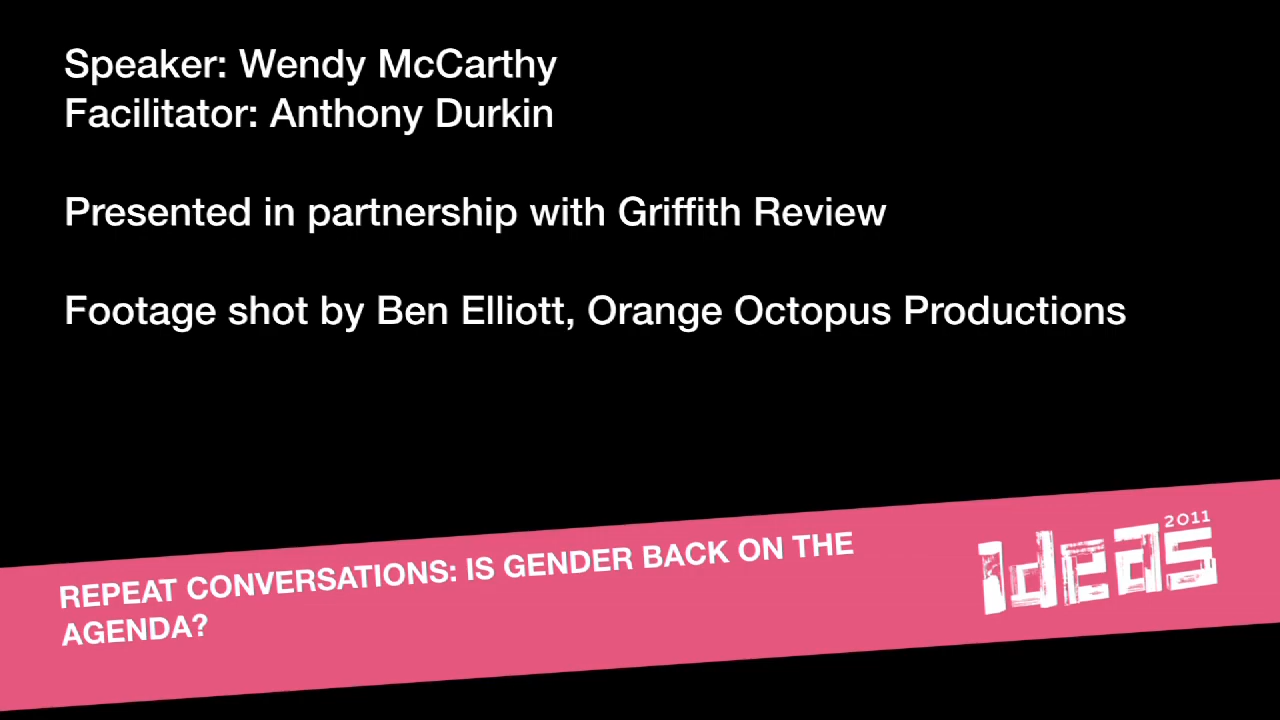 Speaker: Wendy McCarthy
Facilitator: Anthony Durkin
Presented in partnership with Griffith Review
Footage shot by Ben Elliott, Orange Octopus Productions
REPEAT CONVERSATIONS: IS GENDER BACK ON THE
AGENDA?
2011
Ideas